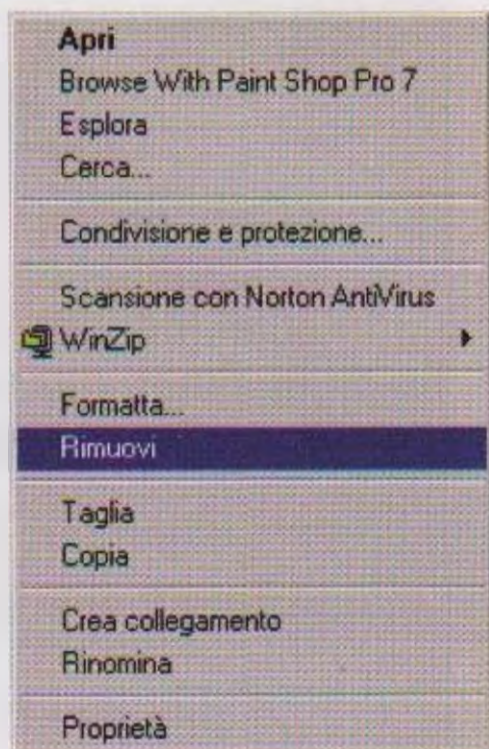 Apri
Browse With Paint Shop Pro 7
Esplora
Cerca...
Condivisione e protezione...
Scansione con Norton AntiVirus
WinZip
Formatta...
Rimuovi
Taglia
Copia
Crea collegamento
Rinomina
Proprietà